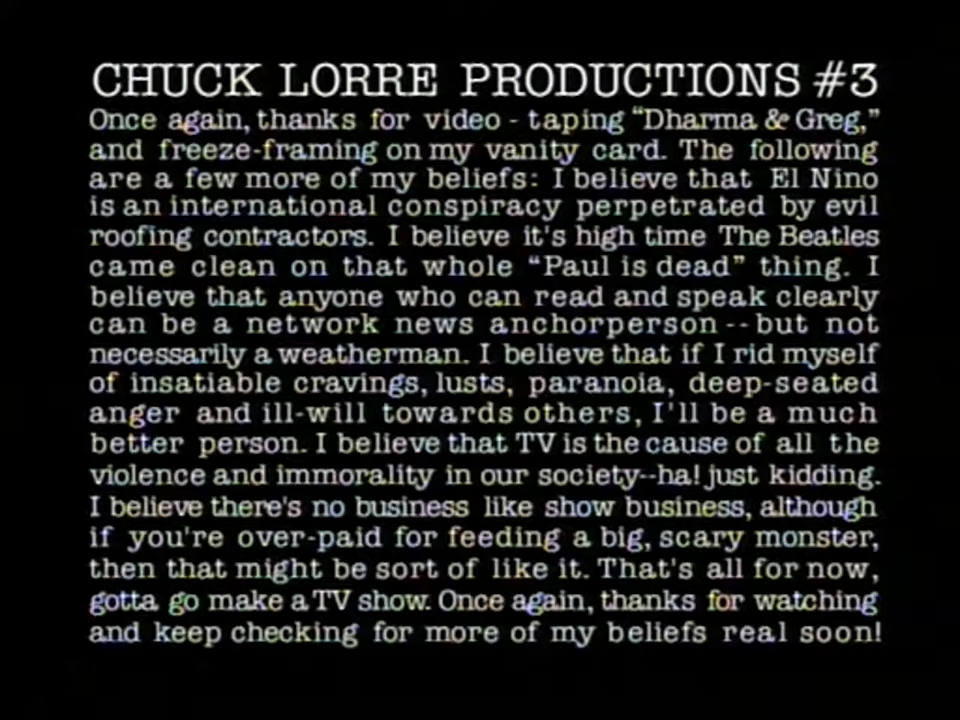 CHUCK LORRE PRODUCTIONS #3
Once again, thanks for video - taping “Dharma & Greg,”
and freeze-framing on my vanity card. The following
are a few more of my beliefs: I believe that El Nino
is an international conspiracy perpetrated by evil
roofing contractors. I believe it's high time The Beatles
came clean on that whole “Paul is dead” thing. I
believe that anyone who can read and speak clearly
can be a network news anchorperson -- but not
necessarily a weatherman. I believe that if I rid myself
of insatiable cravings, lusts, paranoia, deep-seated
anger and ill-will towards others, I'll be a much
better person. I believe that TV is the cause of all the
violence and immorality in our society--ha! just kidding.
I believe there's no business like show business, although
if you're over-paid for feeding a big, scary monster,
then that might be sort of like it. That's all for now,
gotta go make a TV show. Once again, thanks for watching
and keep checking for more of my beliefs real soon!